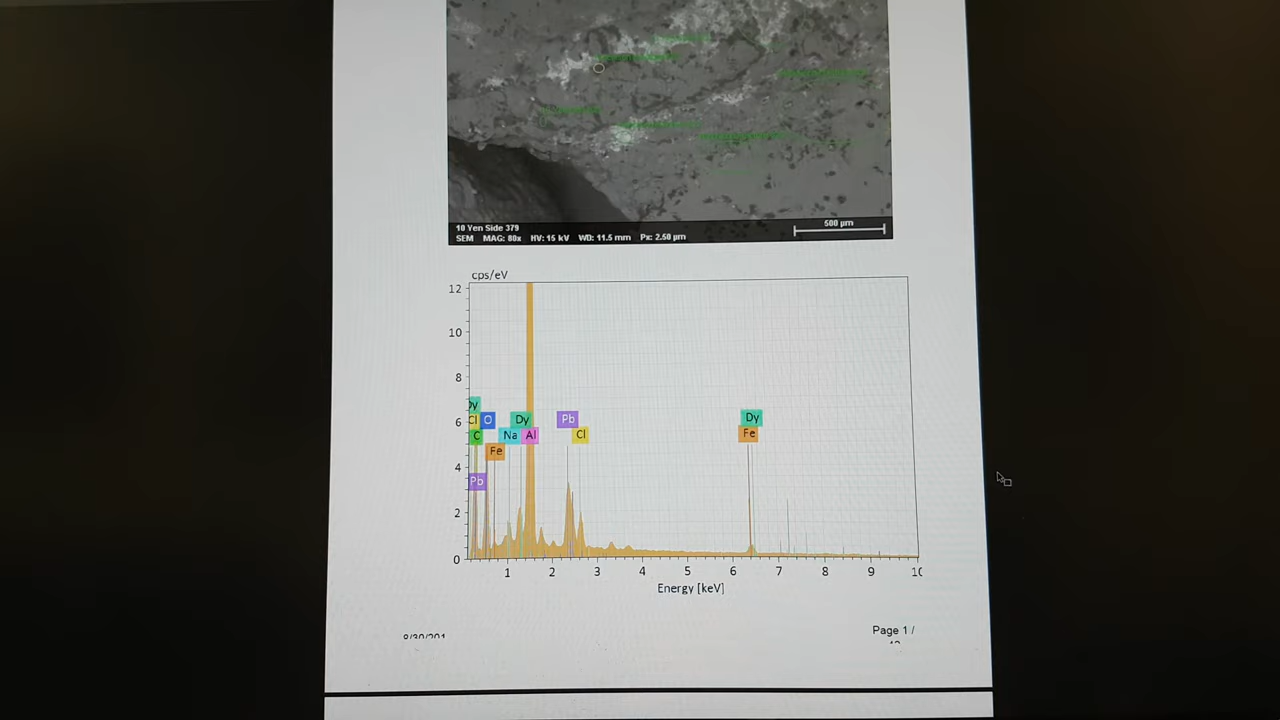 10 Yen Side 379
SEM MAG: 80x HV: 15 kV WD: 11.5 mm Px: 2.50 µm
500 µm
cps/eV
12
10
8
6
4
2
0
Dy
Cl O Dy Pb Dy
C Na Al Cl Fe
Fe
Pb
1 2 3 4 5 6 7 8 9 10
Energy [keV]
Page 1 /